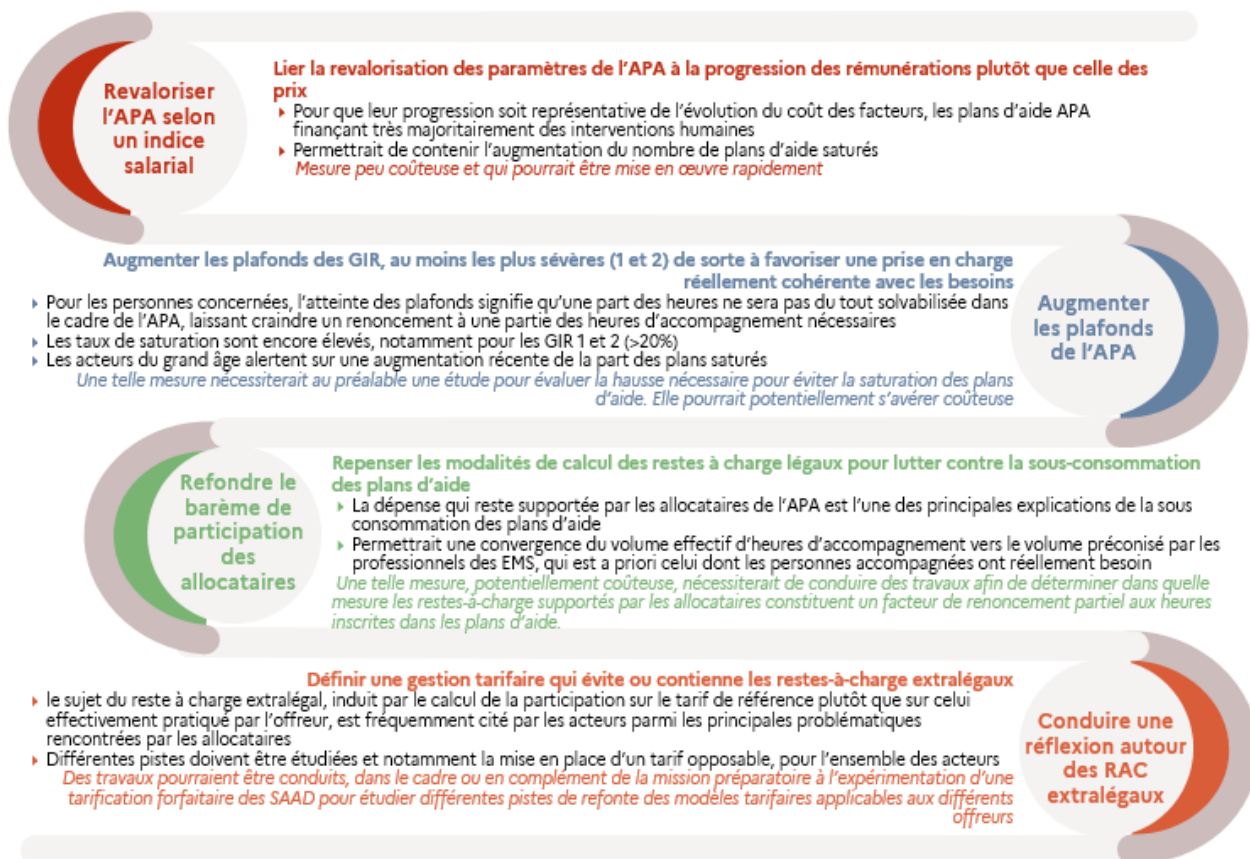 Revaloriser
l'APA selon
un indice
salarial
Lier la revalorisation des paramètres de l'APA à la progression des rémunérations plutôt que celle des
prix
Pour que leur progression soit représentative de l'évolution du coût des facteurs, les plans d'aide APA
finançant très majoritairement des interventions humaines
Permettrait de contenir l'augmentation du nombre de plans d'aide saturés
Mesure peu coûteuse et qui pourrait être mise en œuvre rapidement
Augmenter les plafonds des GIR, au moins les plus sévères (1 et 2) de sorte à favoriser une prise en charge
réellement cohérente avec les besoins
Pour les personnes concernées, l'atteinte des plafonds signifie qu'une part des heures ne sera pas du tout solvabilisée dans
le cadre de l'APA, laissant craindre un renoncement à une partie des heures d'accompagnement nécessaires
Les taux de saturation sont encore élevés, notamment pour les GIR 1 et 2 (>20%)
Les acteurs du grand âge alertent sur une augmentation récente de la part des plans saturés
Une telle mesure nécessiterait au préalable une étude pour évaluer la hausse nécessaire pour éviter la saturation des plans
d'aide. Elle pourrait potentiellement s'avérer coûteuse
Augmenter
les plafonds
de l'APA
Refondre le
barème de
participation
des
allocataires
Repenser les modalités de calcul des restes à charge légaux pour lutter contre la sous-consommation
des plans d'aide
La dépense qui reste supportée par les allocataires de l'APA est l'une des principales explications de la sous
consommation des plans d'aide
Permettrait une convergence du volume effectif d'heures d'accompagnement vers le volume préconisé par les
professionnels des EMS, qui est a priori celui dont les personnes accompagnées ont réellement besoin
Une telle mesure, potentiellement coûteuse, nécessiterait de conduire des travaux afin de déterminer dans quelle
mesure les restes-à-charge supportés par les allocataires constituent un facteur de renoncement partiel aux heures
inscrites dans les plans d'aide.
Définir une gestion tarifaire qui évite ou contienne les restes-à-charge extralégaux
le sujet du reste à charge extralégal, induit par le calcul de la participation sur le tarif de référence plutôt que sur celui
effectivement pratiqué par l'offreur, est fréquemment cité par les acteurs parmi les principales problématiques
rencontrées par les allocataires
Différentes pistes doivent être étudiées et notamment la mise en place d'un tarif opposable, pour l'ensemble des acteurs
Des travaux pourraient être conduits, dans le cadre ou en complément de la mission préparatoire à l'expérimentation d'une
tarification forfaitaire des SAAD pour étudier différentes pistes de refonte des modèles tarifaires applicables aux différents
offreurs
Conduire une
réflexion autour
des RAC
extralégaux